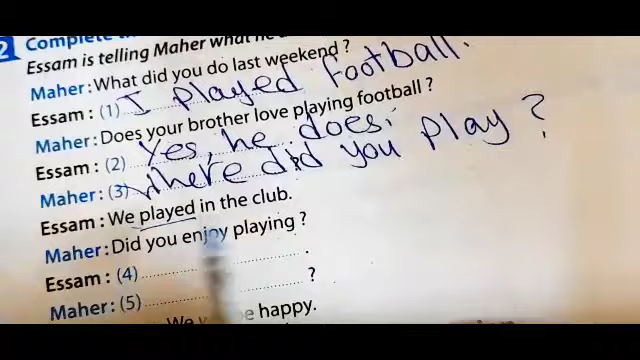 2 Complete the
Essam is telling Maher what he
Maher: What did you do last weekend?
Essam: (1) I played football.
Maher: Does your brother love playing football?
Essam: (2) Yes, he does.
Maher: (3) where did you play?
Essam: We played in the club.
Maher: Did you enjoy playing?
Essam: (4) .
Maher: (5) ?
We happy.